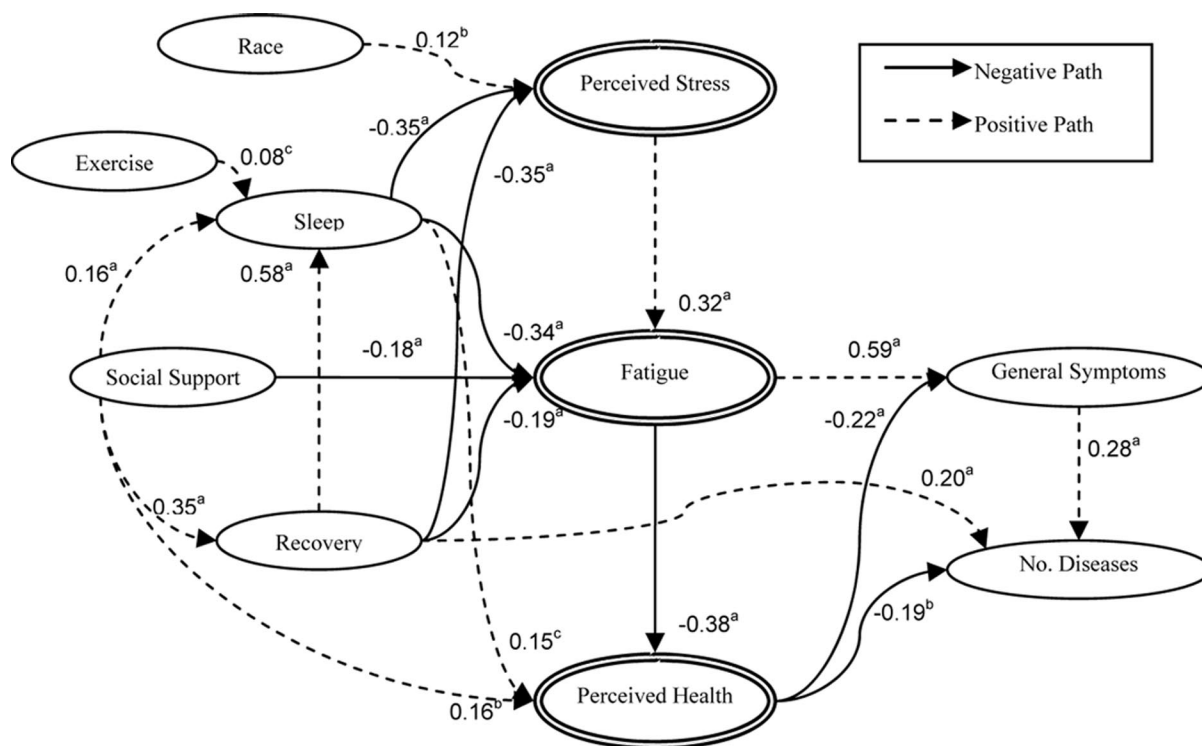 Race
0.12b
Perceived Stress
Negative Path
Positive Path
-0.35a
Exercise
0.08c
-0.35a
Sleep
0.16a
0.58a
0.32a
-0.34a
-0.18a
Social Support
Fatigue
0.59a
General Symptoms
-0.19a
-0.22a
0.28a
0.35a
0.20a
Recovery
No. Diseases
-0.19b
0.15c
-0.38a
0.16b
Perceived Health